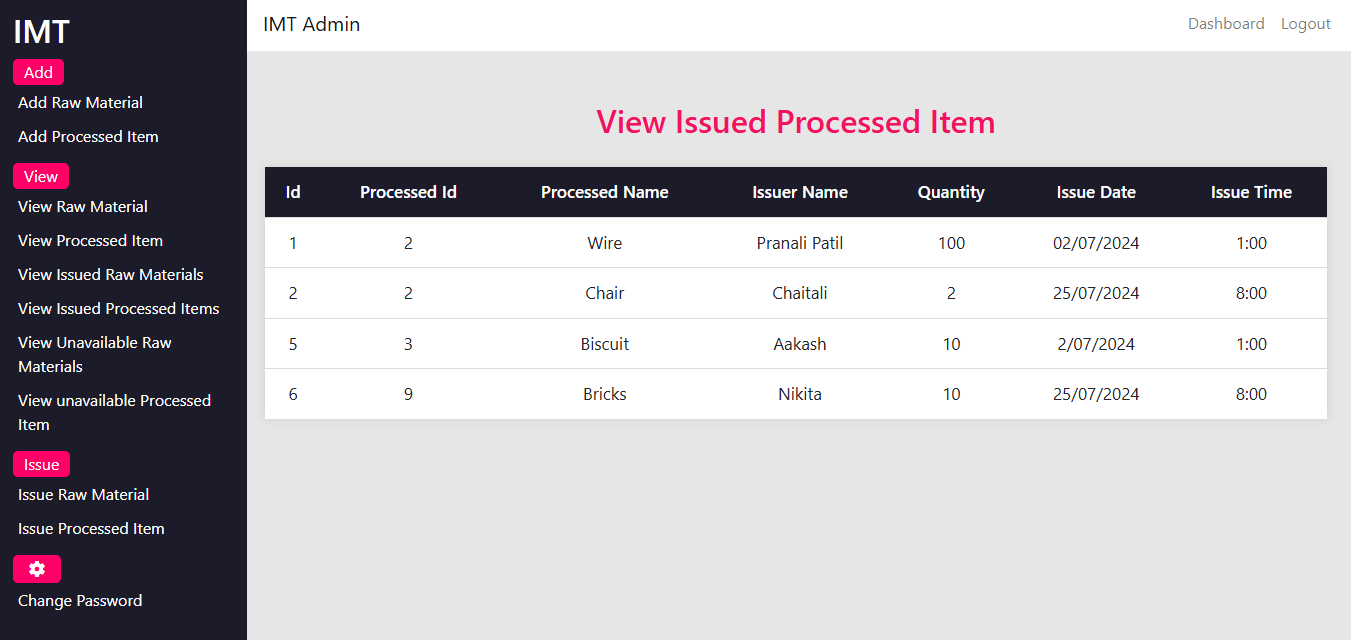 IMT
Add
Add Raw Material
Add Processed Item
View
View Raw Material
View Processed Item
View Issued Raw Materials
View Issued Processed Items
View Unavailable Raw
Materials
View unavailable Processed
Item
Issue
Issue Raw Material
Issue Processed Item
Change Password
IMT Admin Dashboard Logout
View Issued Processed Item
Id Processed Id Processed Name Issuer Name Quantity Issue Date Issue Time
1 2 Wire Pranali Patil 100 02/07/2024 1:00
2 2 Chair Chaitali 2 25/07/2024 8:00
5 3 Biscuit Aakash 10 2/07/2024 1:00
6 9 Bricks Nikita 10 25/07/2024 8:00